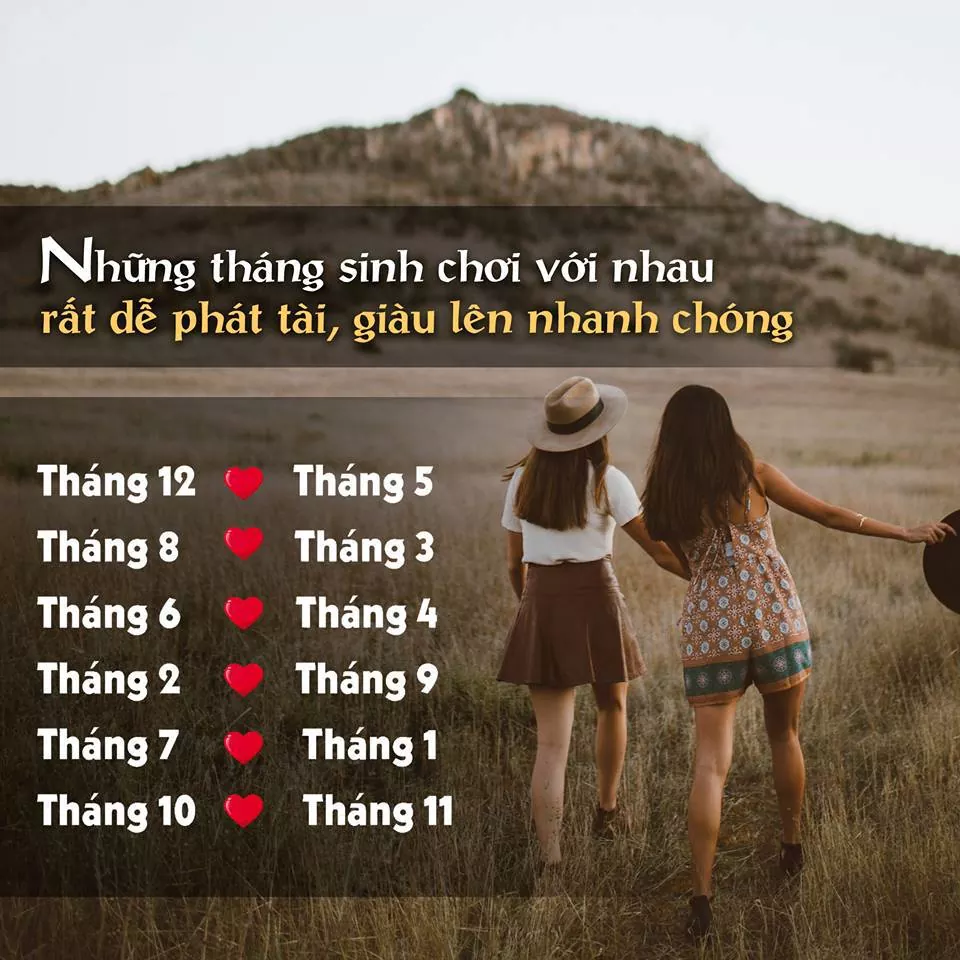 Những tháng sinh chơi với nhau
rất dễ phát tài, giàu lên nhanh chóng
Tháng 12 Tháng 5
Tháng 8 Tháng 3
Tháng 6 Tháng 4
Tháng 2 Tháng 9
Tháng 7 Tháng 1
Tháng 10 Tháng 11